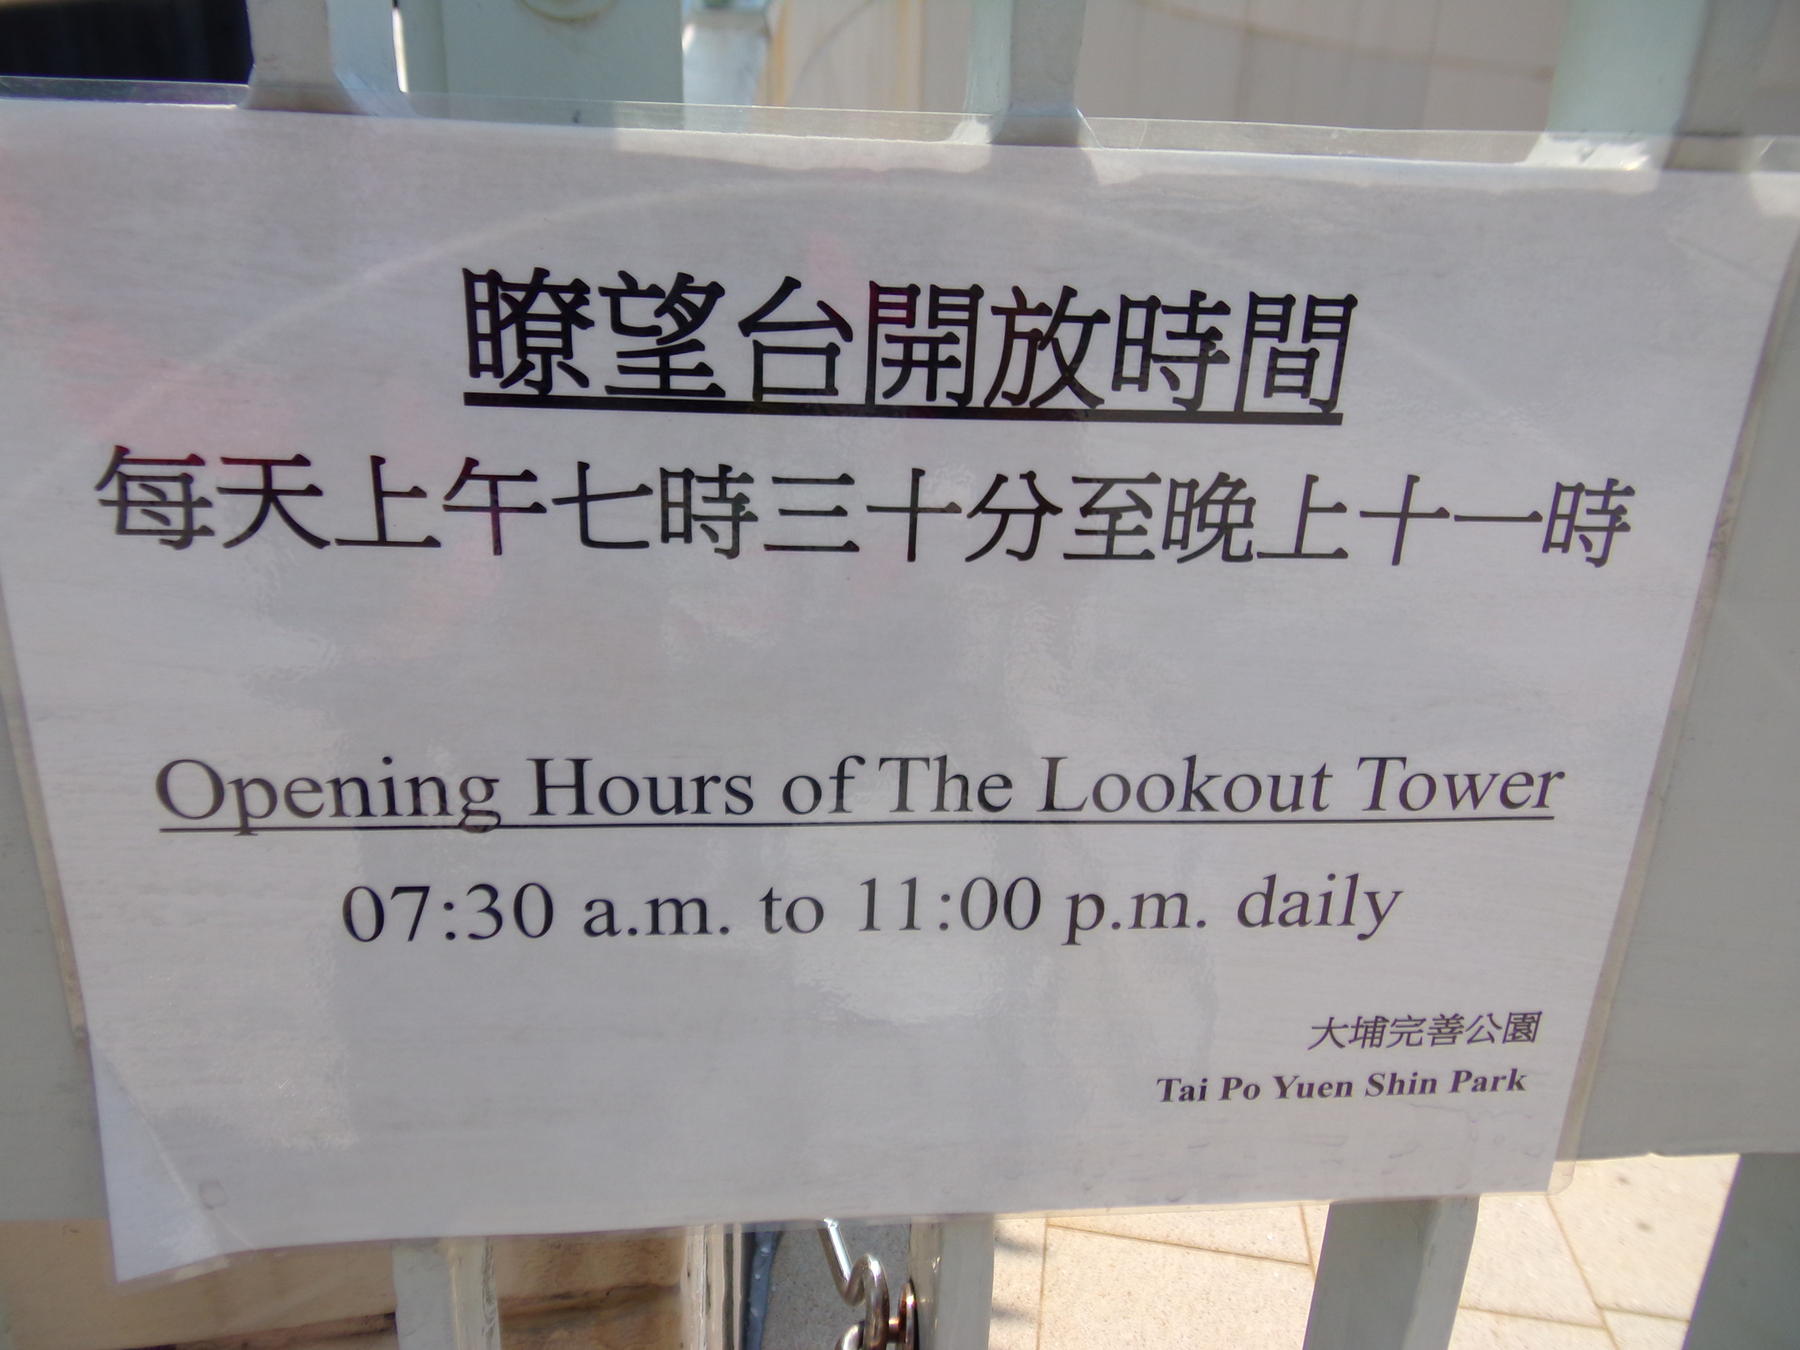 瞭望台開放時間
每天上午七時三十分至晚上十一時
Opening Hours of The Lookout Tower
07:30 a.m. to 11:00 p.m. daily
大埔完善公園
Tai Po Yuen Shin Park